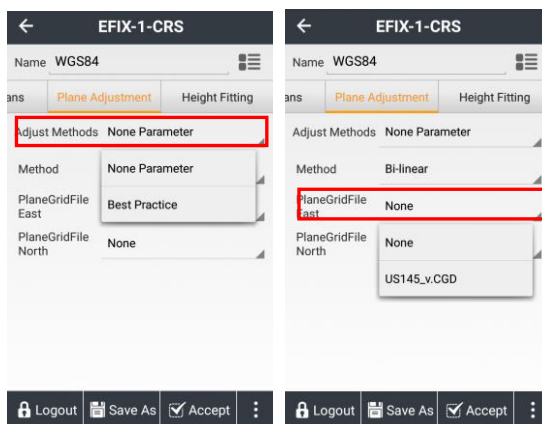 EFIX-1-CRS
Name WGS84
ans Plane Adjustment Height Fitting
Adjust Methods None Parameter
Method None Parameter
PlaneGridFile East Best Practice
PlaneGridFile North None
Logout Save As Accept
EFIX-1-CRS
Name WGS84
ans Plane Adjustment Height Fitting
Adjust Methods None Parameter
Method Bi-linear
PlaneGridFile East None
PlaneGridFile North None
US145_v.CGD
Logout Save As Accept